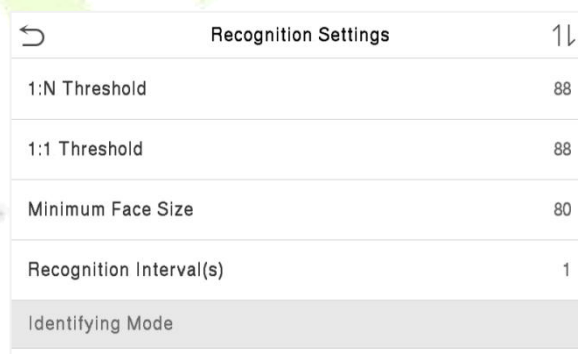 Recognition Settings
1:N Threshold 88
1:1 Threshold 88
Minimum Face Size 80
Recognition Interval(s) 1
Identifying Mode